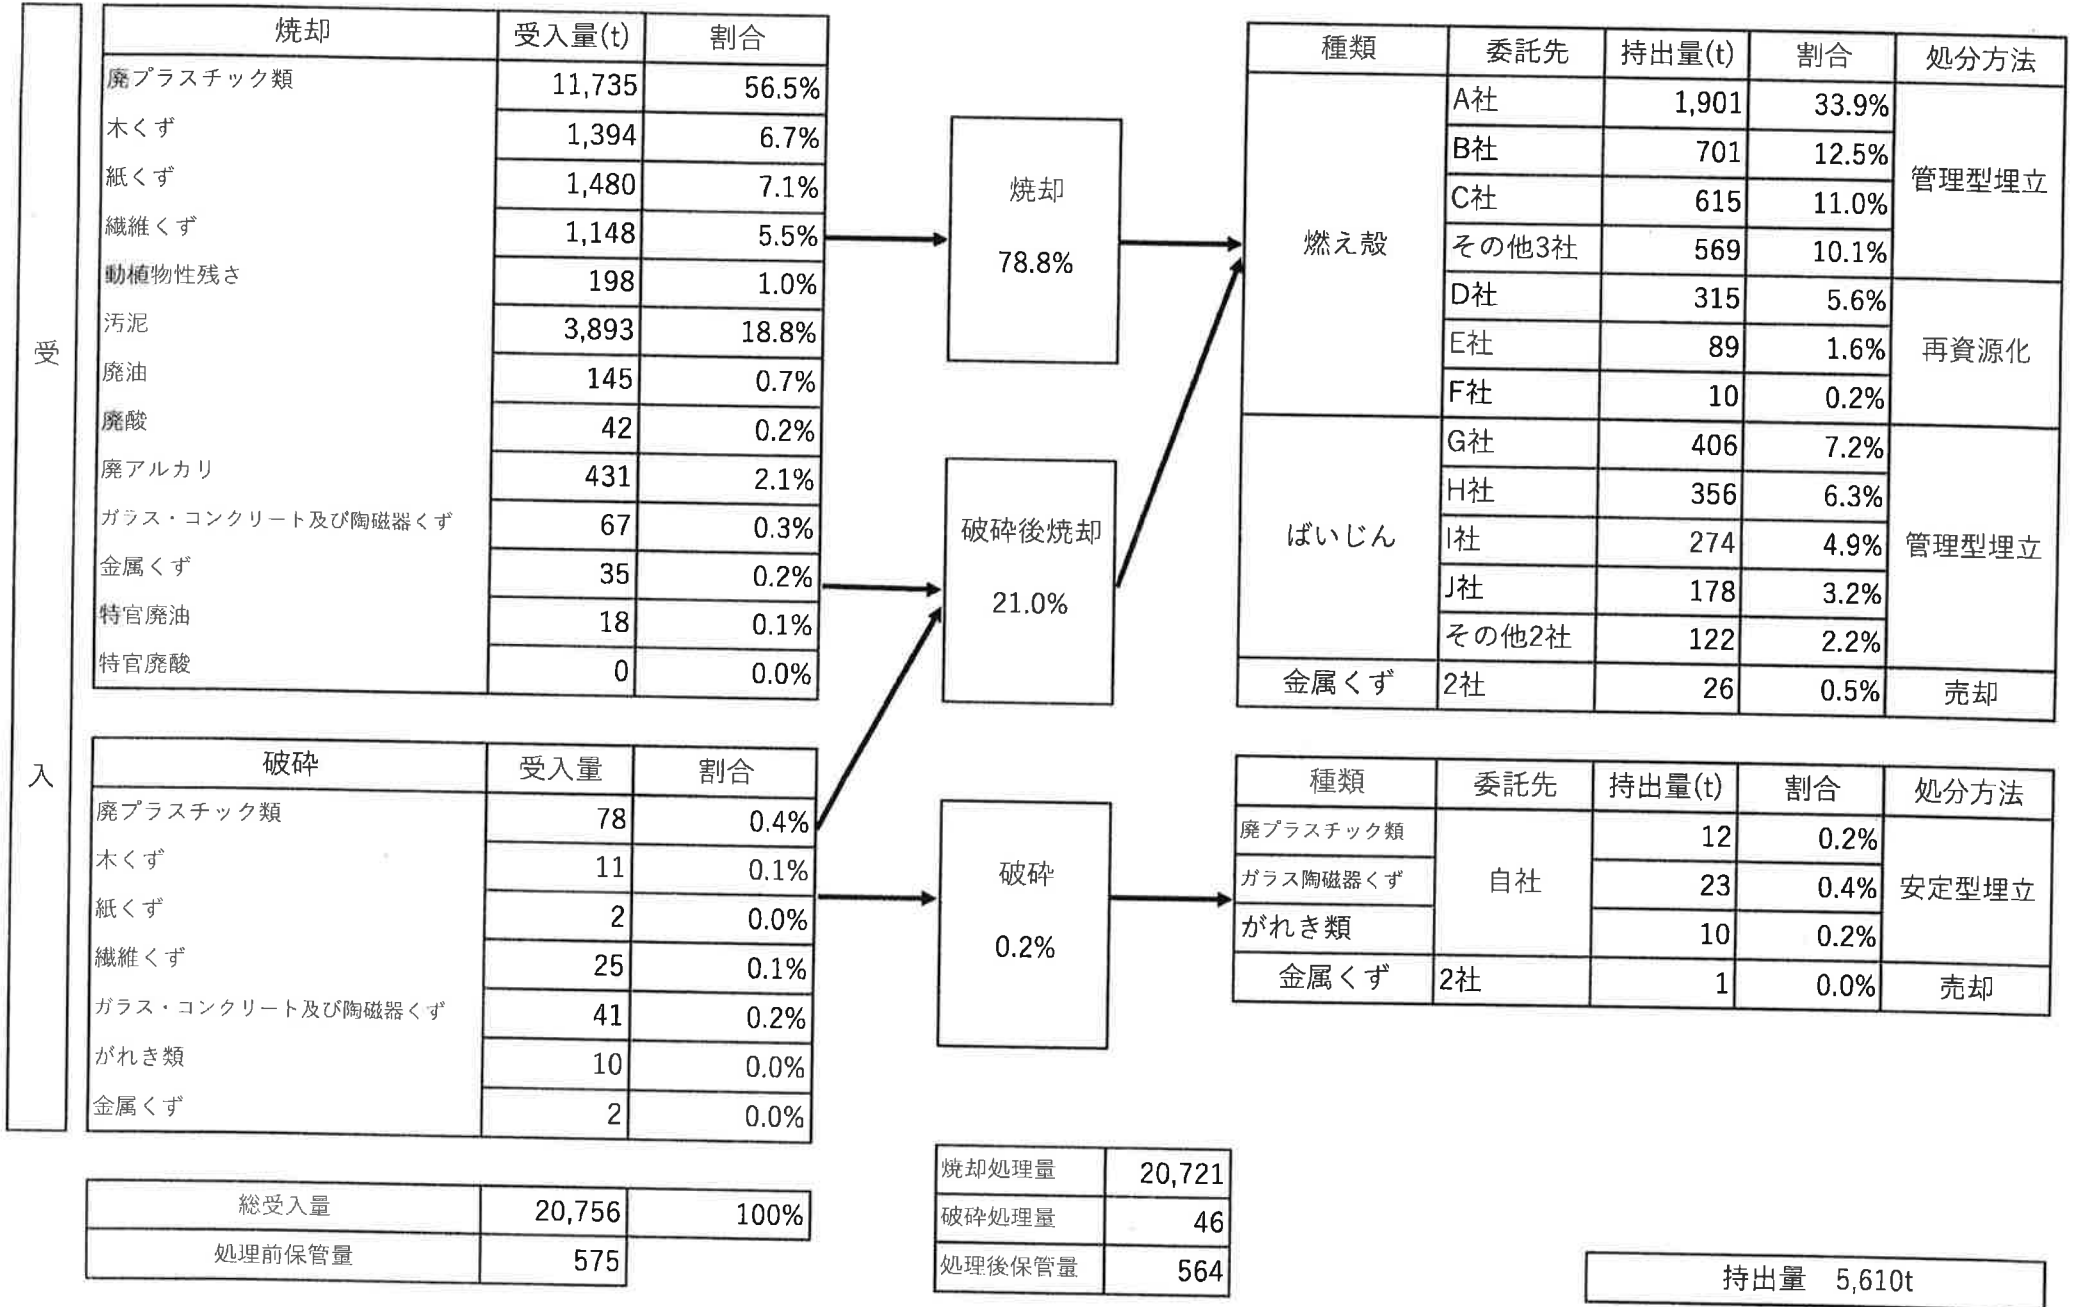 受
入
焼却 受入量(t) 割合
廃プラスチック類 11,735 56.5%
木くず 1,394 6.7%
紙くず 1,480 7.1%
繊維くず 1,148 5.5%
動植物性残さ 198 1.0%
汚泥 3,893 18.8%
廃油 145 0.7%
廃酸 42 0.2%
廃アルカリ 431 2.1%
ガラス・コンクリート及び陶磁器くず 67 0.3%
金属くず 35 0.2%
特官廃油 18 0.1%
特官廃酸 0 0.0%
破砕 受入量 割合
廃プラスチック類 78 0.4%
木くず 11 0.1%
紙くず 2 0.0%
繊維くず 25 0.1%
ガラス・コンクリート及び陶磁器くず 41 0.2%
がれき類 10 0.0%
金属くず 2 0.0%
総受入量 20,756 100%
処理前保管量 575
焼却
78.8%
破砕後焼却
21.0%
破砕
0.2%
焼却処理量 20,721
破砕処理量 46
処理後保管量 564
種類 委託先 持出量(t) 割合 処分方法
燃え殻 A社 1,901 33.9% 管理型埋立
B社 701 12.5%
C社 615 11.0%
その他3社 569 10.1%
D社 315 5.6% 再資源化
E社 89 1.6%
F社 10 0.2%
ばいじん G社 406 7.2% 管理型埋立
H社 356 6.3%
I社 274 4.9%
J社 178 3.2%
その他2社 122 2.2%
金属くず 2社 26 0.5% 売却
種類 委託先 持出量(t) 割合 処分方法
廃プラスチック類 自社 12 0.2% 安定型埋立
ガラス陶磁器くず 23 0.4%
がれき類 10 0.2%
金属くず 2社 1 0.0% 売却
持出量 5,610t